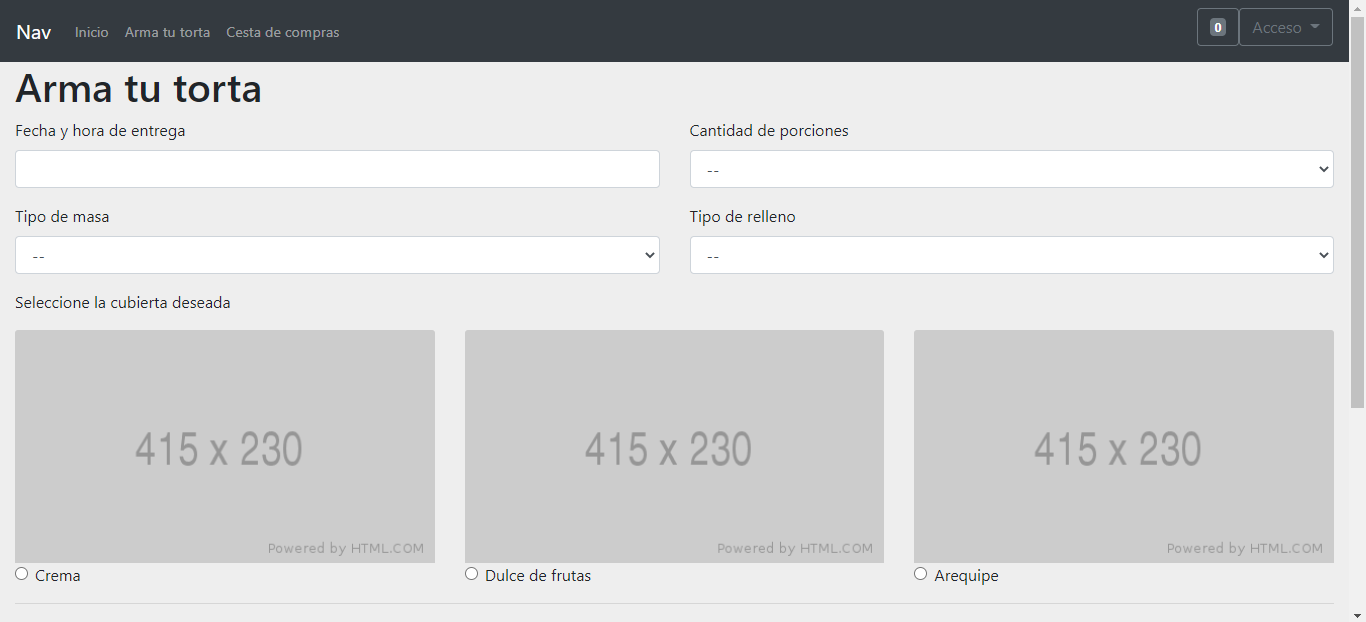 Nav Inicio Arma tu torta Cesta de compras 0 Acceso
Arma tu torta
Fecha y hora de entrega Cantidad de porciones
--
Tipo de masa Tipo de relleno
-- --
Seleccione la cubierta deseada
415 x 230 415 x 230 415 x 230
Powered by HTML.COM Powered by HTML.COM Powered by HTML.COM
Crema Dulce de frutas Arequipe